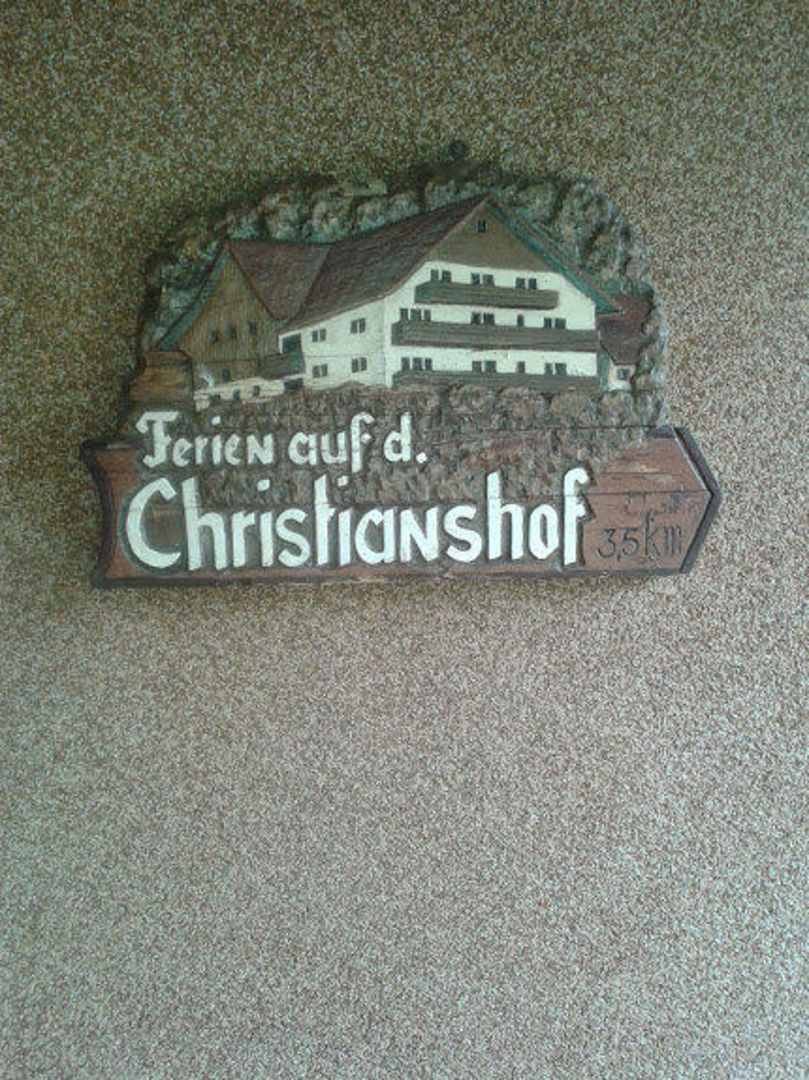 Ferien auf d.
Christianshof
3,5 km